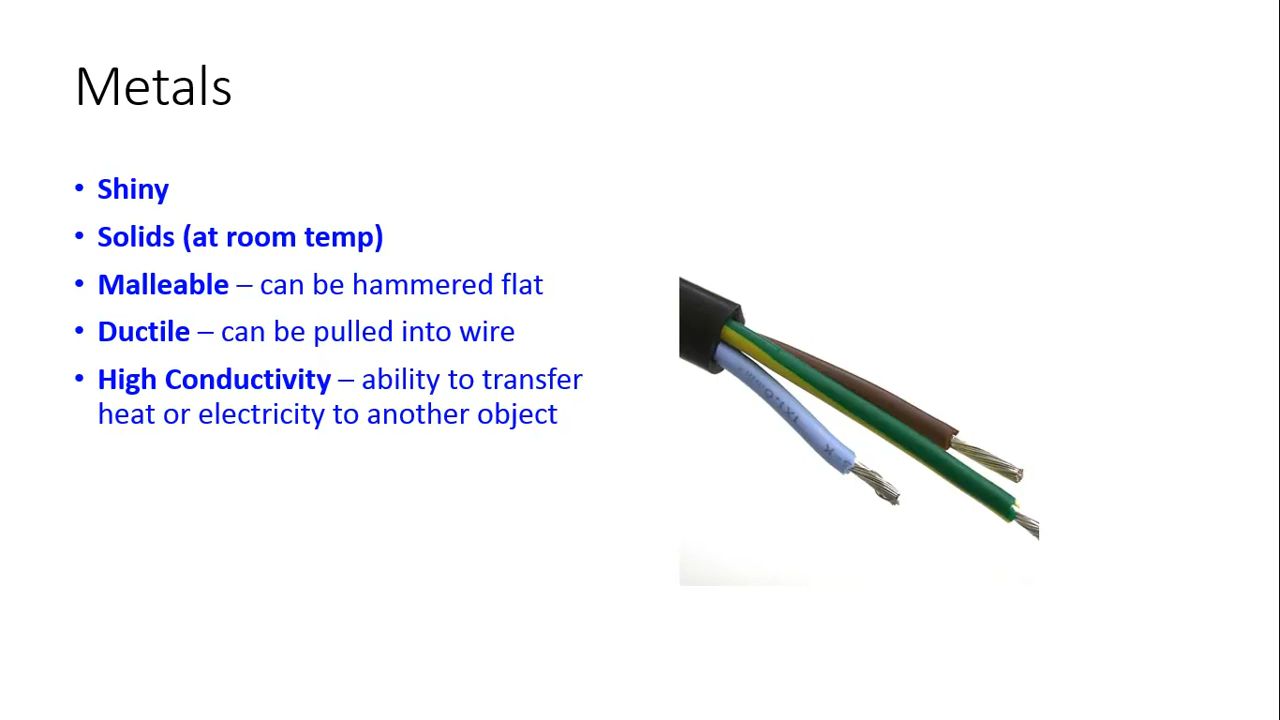 Metals
• Shiny
• Solids (at room temp)
• Malleable – can be hammered flat
• Ductile – can be pulled into wire
• High Conductivity – ability to transfer
heat or electricity to another object